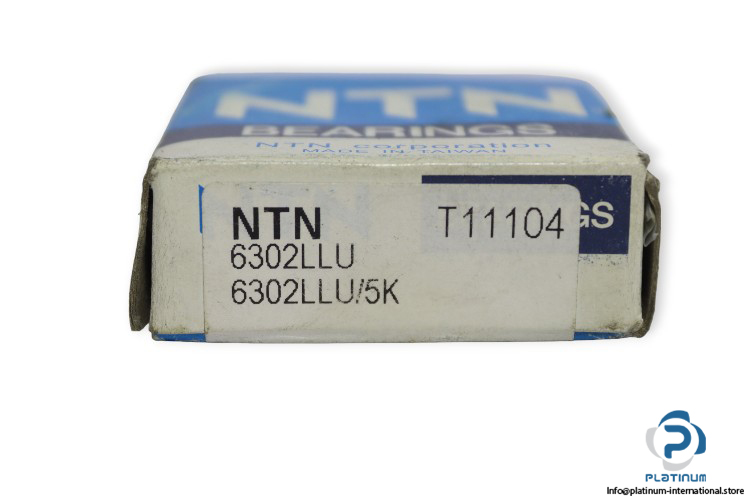 NTN
BEARINGS
NTN corporation
MADE IN TAIWAN
NTN T11104 GS
6302LLU
6302LLU/5K
PLATINUM
Info@platinum-international.store